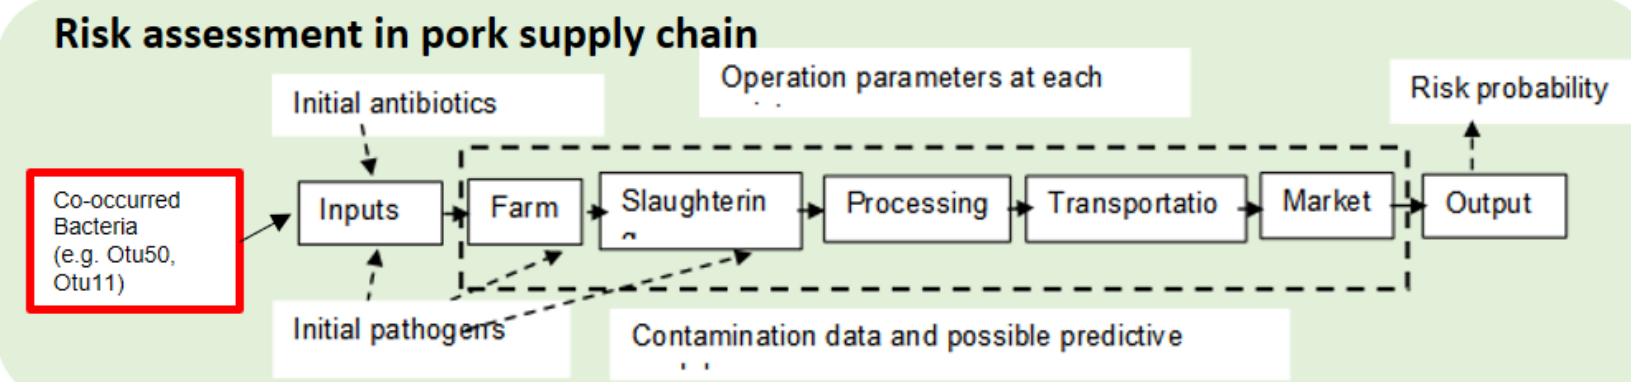 Risk assessment in pork supply chain
Operation parameters at each
Initial antibiotics
Risk probability
Co-occurred
Bacteria
(e.g. Otu50,
Otu11)
Inputs
Farm
Slaughterin
Processing
Transportatio
Market
Output
Initial pathogens
Contamination data and possible predictive